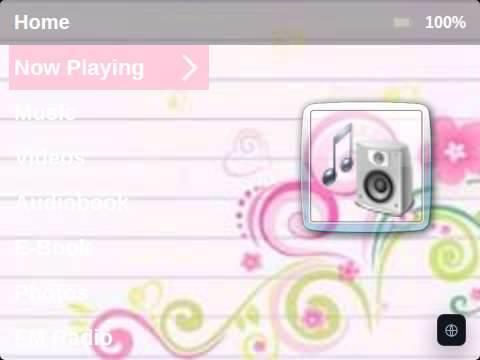 Home
100%
Now Playing
Music
Videos
Audiobook
E-Book
Photos
FM Radio